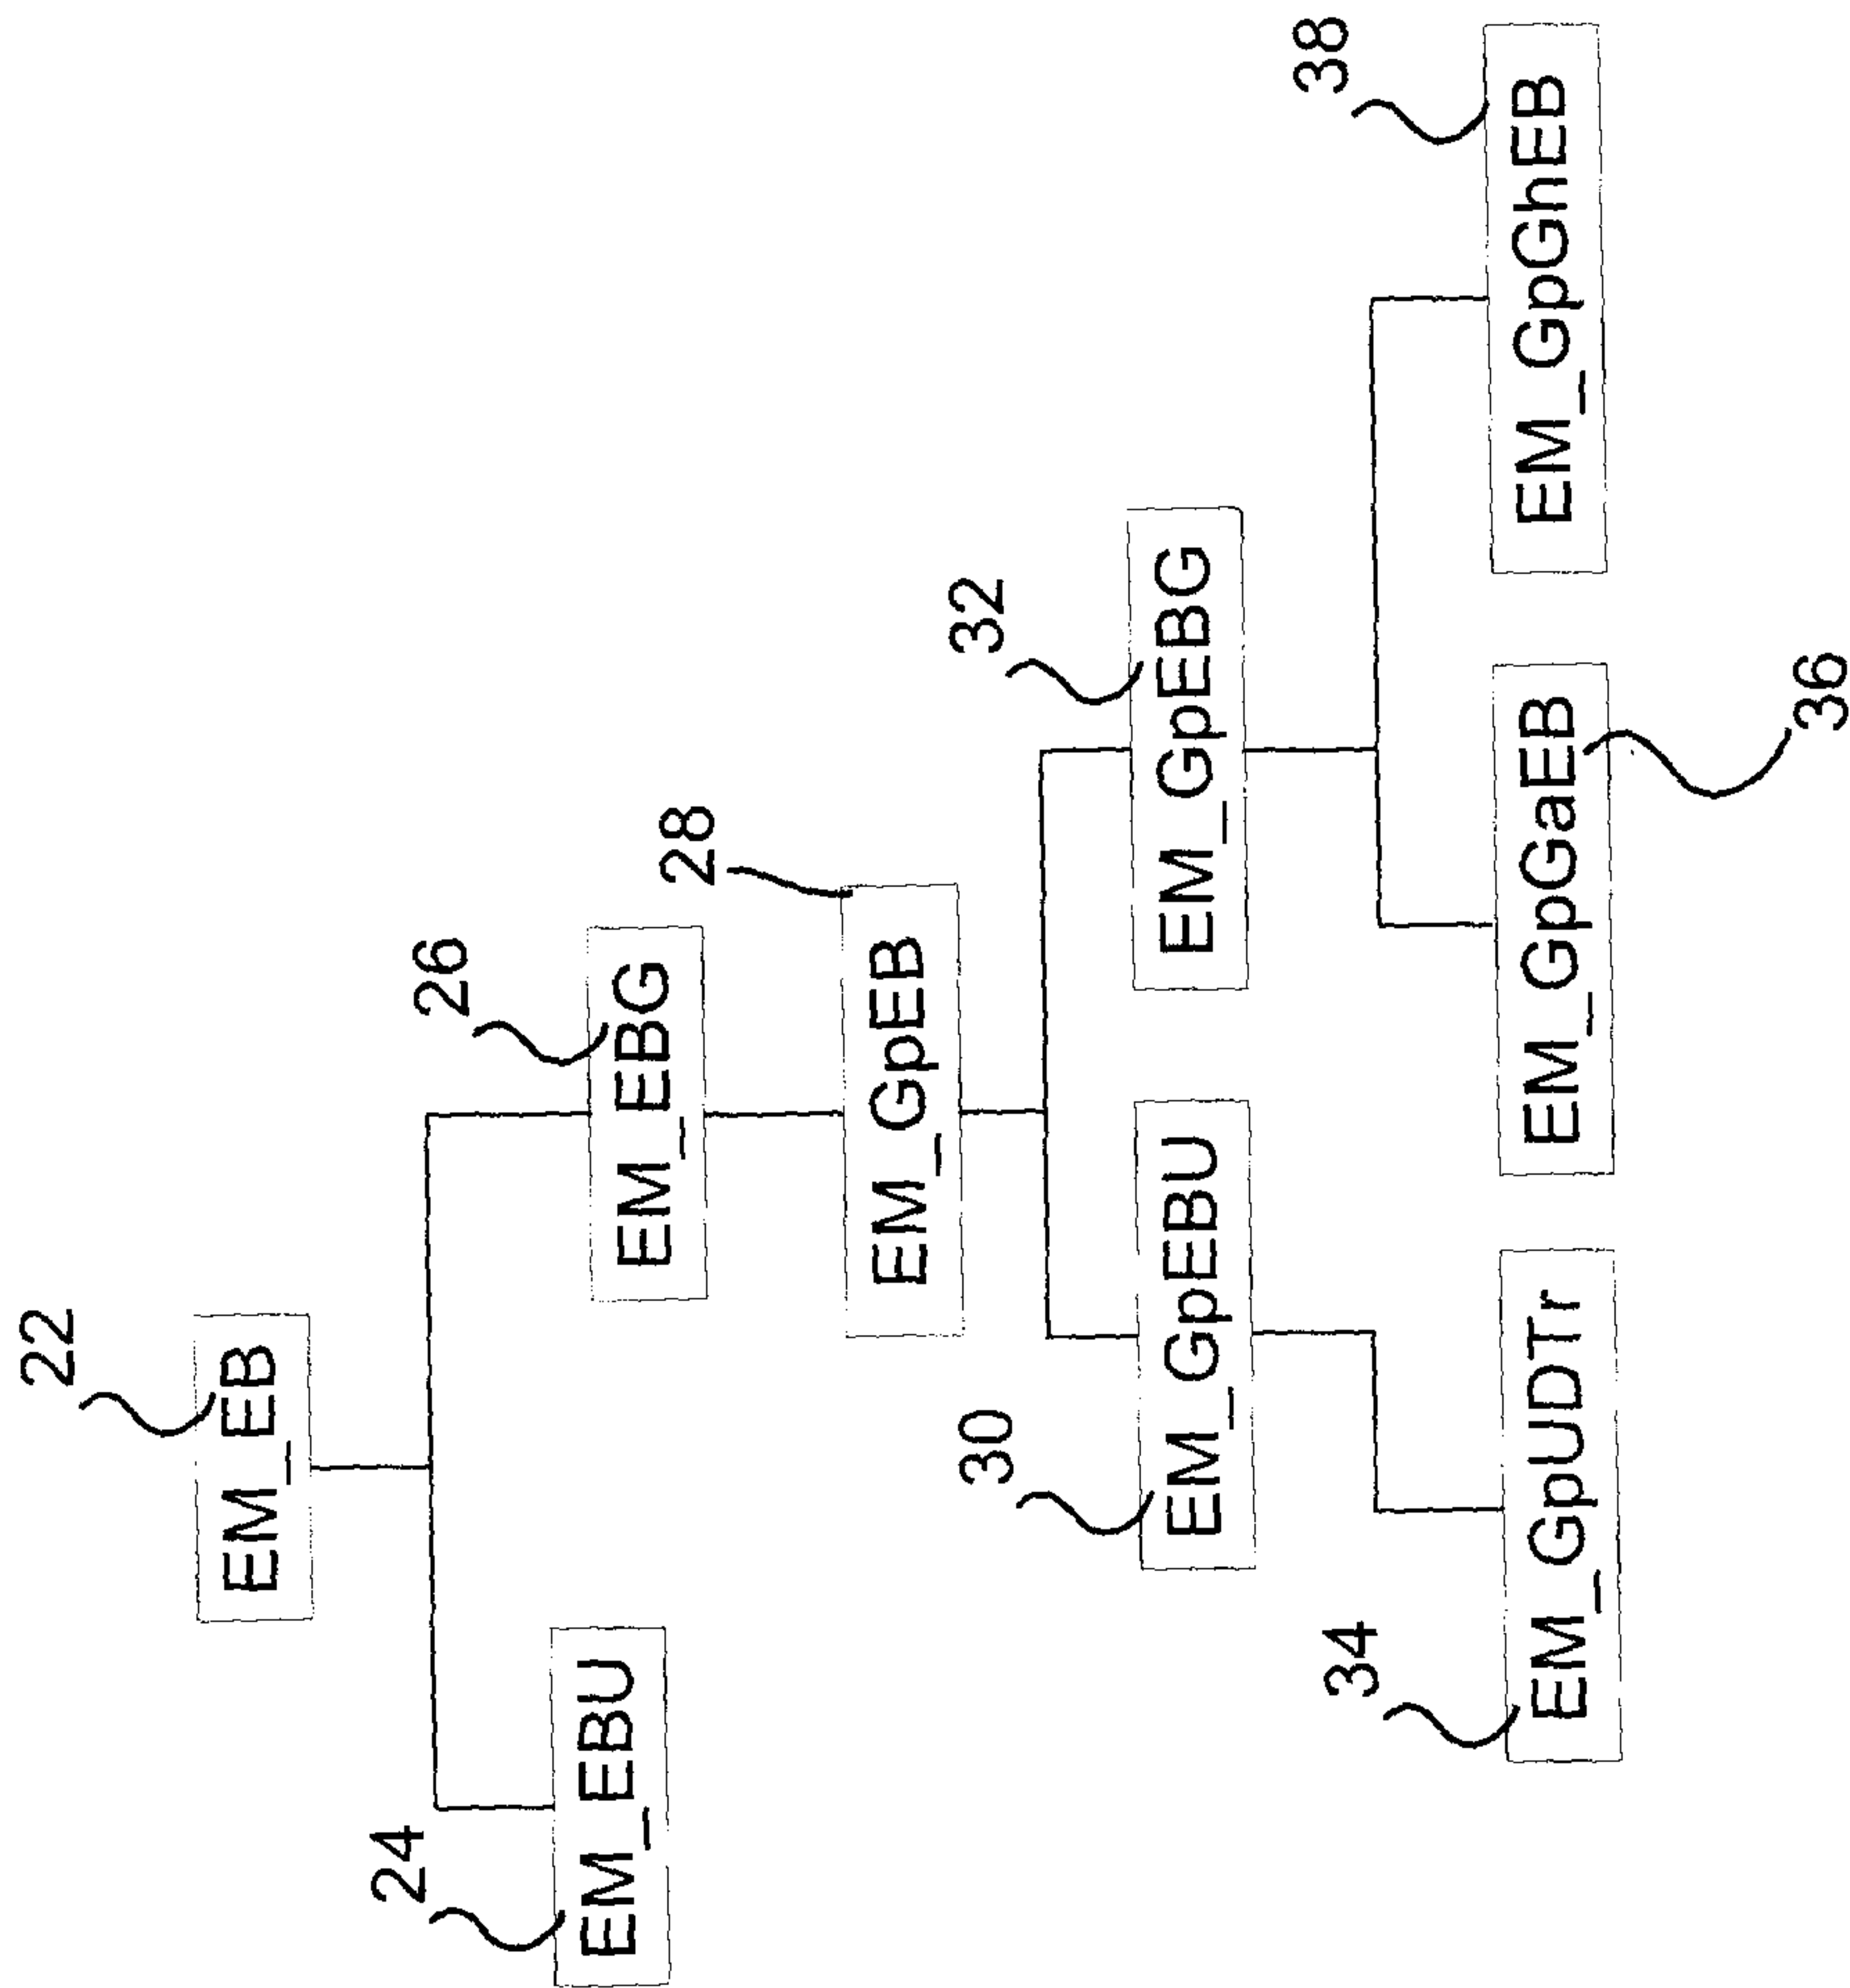 22
EM_EB
24
EM_EBU
26
EM_EBG
28
EM_GpEB
30
EM_GpEBU
32
EM_GpEBG
34
EM_GpUDTr
EM_GpGaEB
36
38
EM_GpGhEB